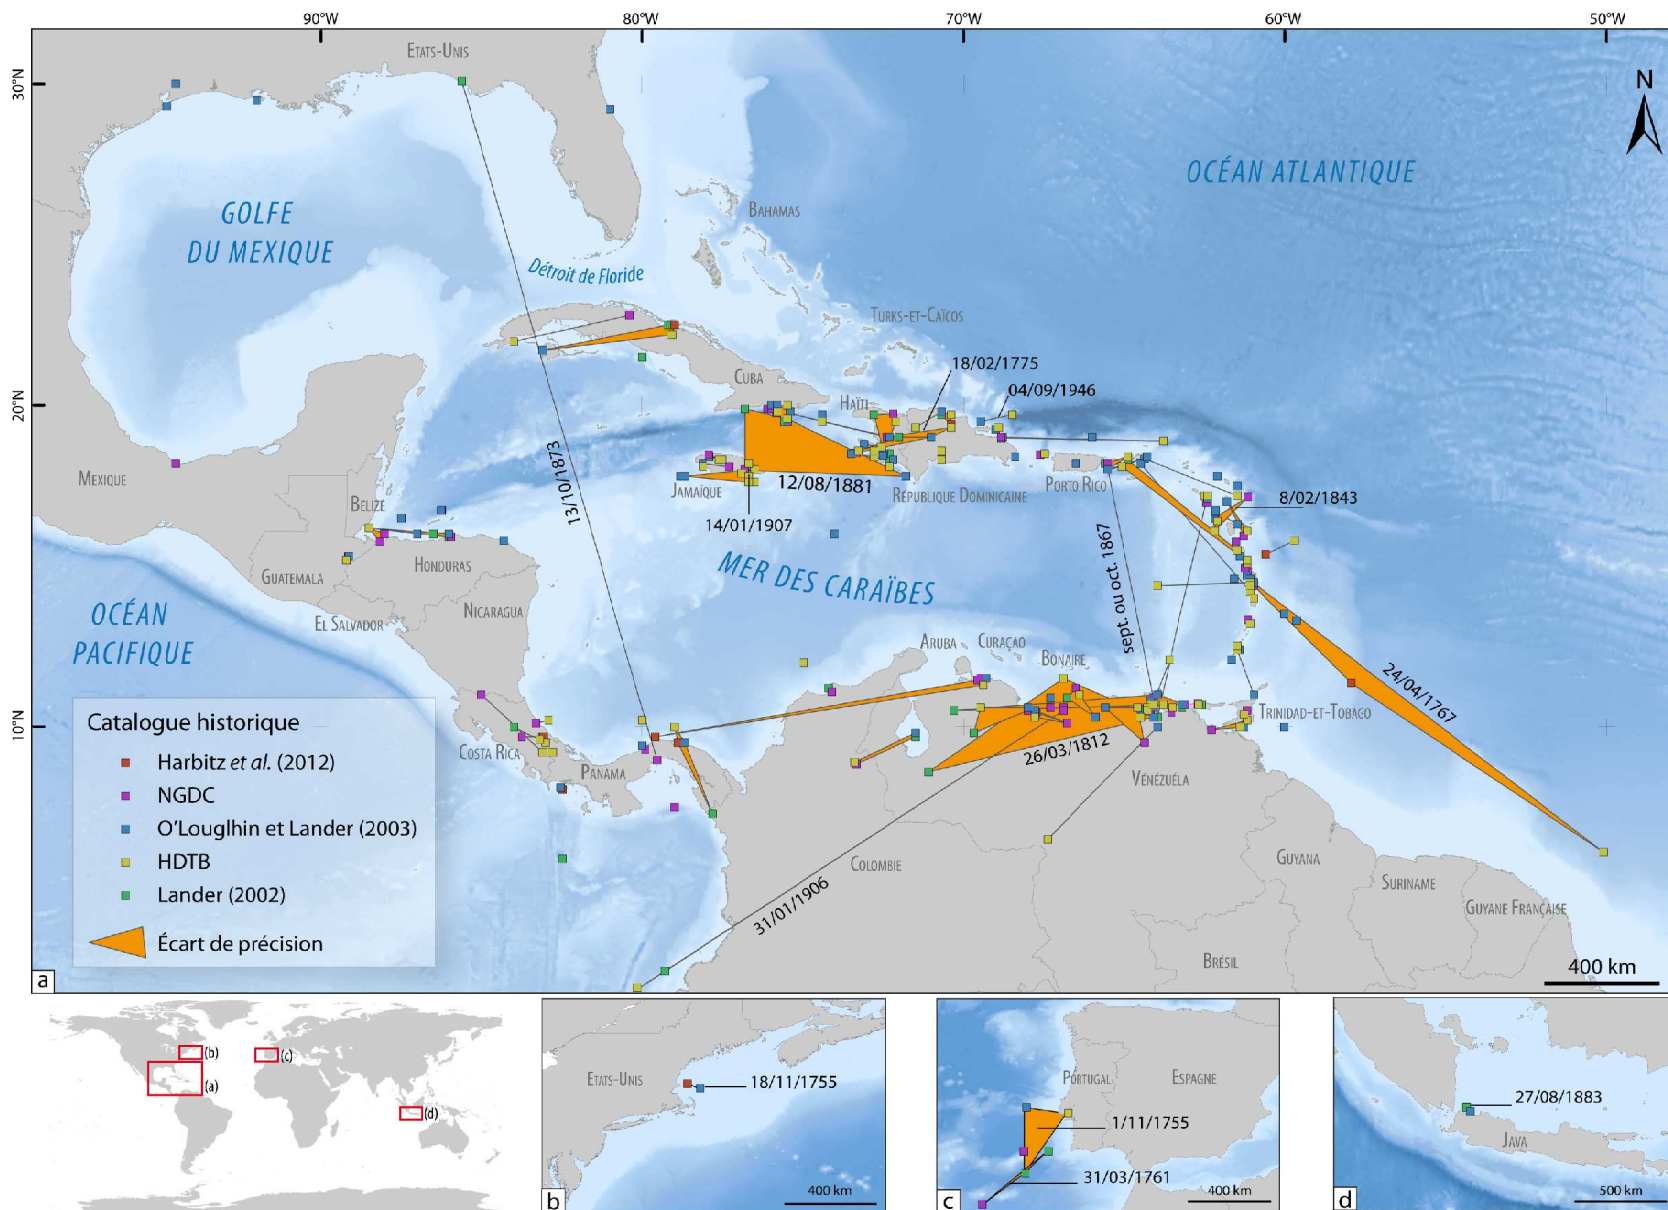 90°W
80°W
70°W
60°W
50°W
30°N
20°N
10°N
N
ETATS-UNIS
OCÉAN ATLANTIQUE
GOLFE
DU MEXIQUE
BAHAMAS
Détroit de Floride
TURKS-ET-CAÏCOS
18/02/1775
04/09/1946
CUBA
HAÏTI
MEXIQUE
12/08/1881
RÉPUBLIQUE DOMINICAINE
PORTO RICO
8/02/1843
JAMAÏQUE
14/01/1907
BELIZE
13/10/1873
GUATEMALA
HONDURAS
MER DES CARAÏBES
sept. ou oct. 1867
NICARAGUA
EL SALVADOR
OCÉAN
PACIFIQUE
ARUBA
CURAÇAO
BONAIRE
24/04/1767
TRINIDAD-ET-TOBAGO
26/03/1812
COSTA RICA
PANAMA
VÉNÉZUÉLA
COLOMBIE
31/01/1906
GUYANA
SURINAME
GUYANE FRANÇAISE
BRÉSIL
Catalogue historique
Harbitz et al. (2012)
NGDC
O'Louglhin et Lander (2003)
HDTB
Lander (2002)
Écart de précision
400 km
a
(b)
(c)
(a)
(d)
ETATS-UNIS
18/11/1755
400 km
b
PORTUGAL
ESPAGNE
1/11/1755
31/03/1761
400 km
c
27/08/1883
JAVA
500 km
d